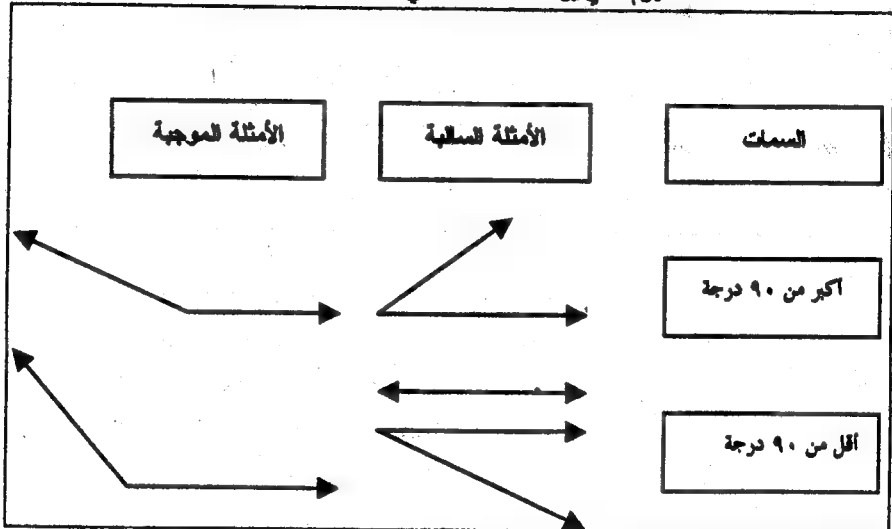 السمات
الأمثلة السالبة
الأمثلة الموجبة
أكبر من ٩٠ درجة
أقل من ٩٠ درجة